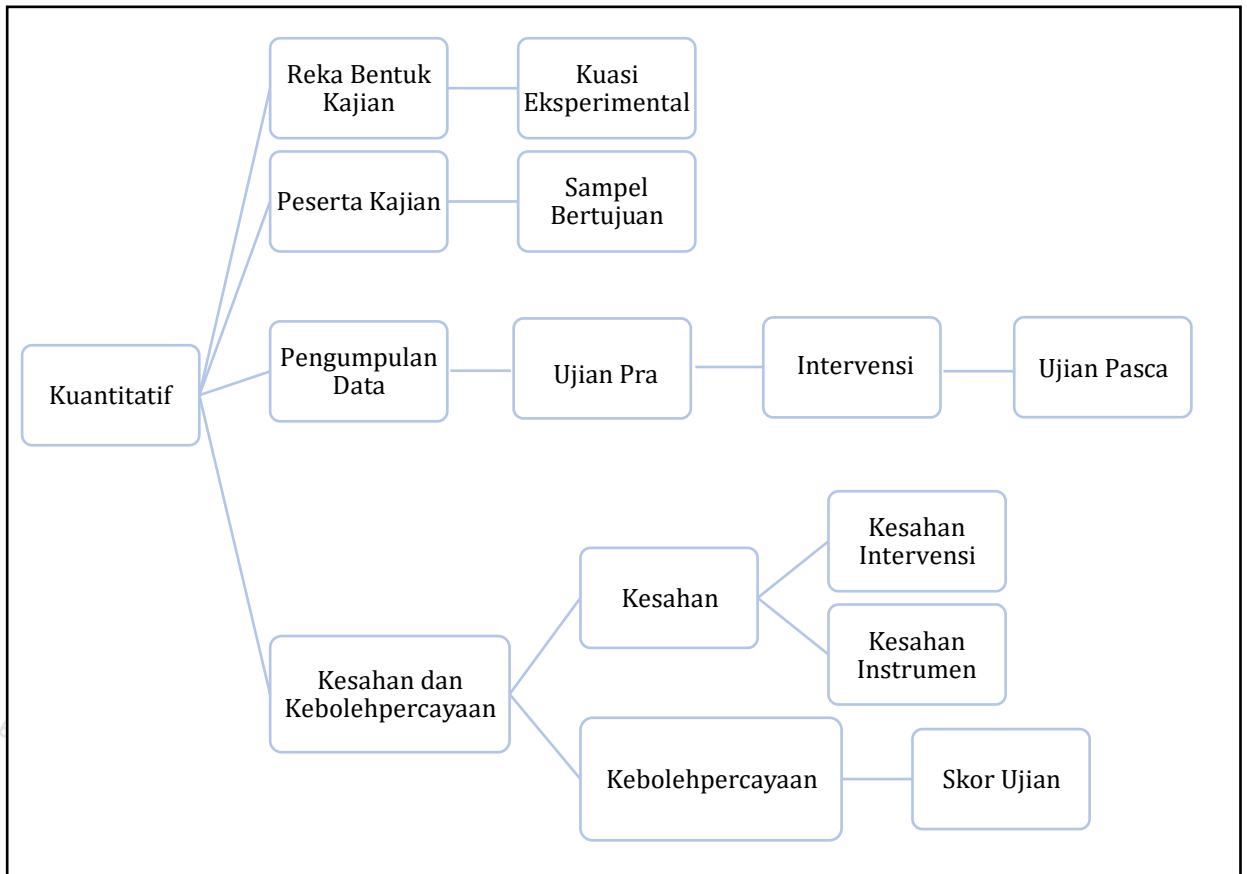 Reka Bentuk
Kajian
Kuasi
Eksperimental
Peserta Kajian
Sampel
Bertujuan
Kuantitatif
Pengumpulan
Data
Ujian Pra
Intervensi
Ujian Pasca
Kesahan dan
Kebolehpercayaan
Kesahan
Kesahan
Intervensi
Kesahan
Instrumen
Kebolehpercayaan
Skor Ujian